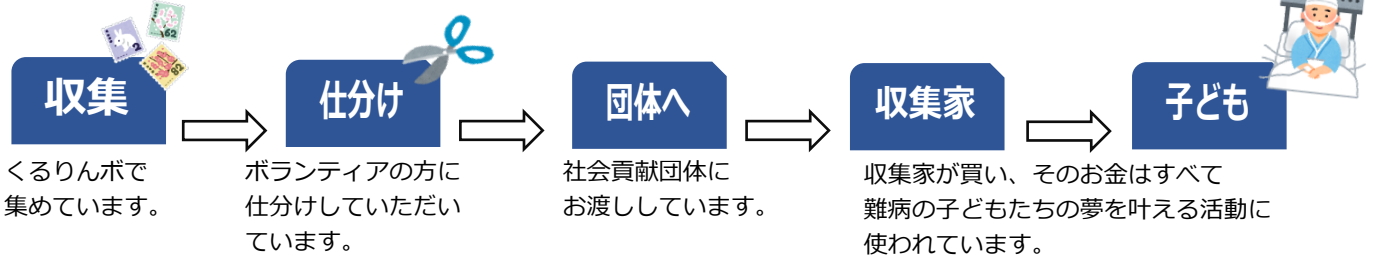 2
62
82
収集
仕分け
団体へ
収集家
子ども
くるりんボで
集めています。
ボランティアの方に
仕分けしていただい
ています。
社会貢献団体に
お渡ししています。
収集家が買い、そのお金はすべて
難病の子どもたちの夢を叶える活動に
使われています。